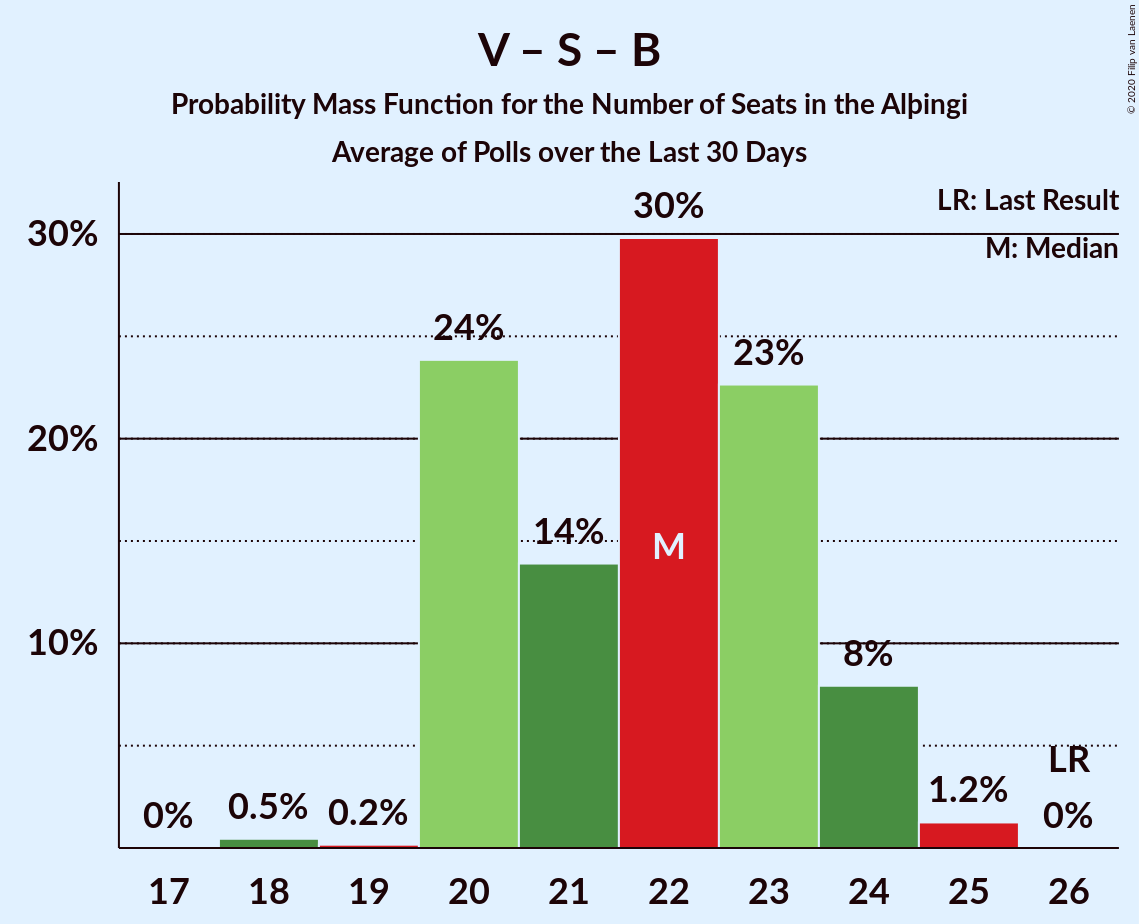 V – S – B
Probability Mass Function for the Number of Seats in the Alþingi
Average of Polls over the Last 30 Days
© 2020 Filip van Laenen
LR: Last Result
M: Median
30%
20%
10%
0%
0.5%
0.2%
24%
14%
30%
M
23%
8%
1.2%
LR
0%
17 18 19 20 21 22 23 24 25 26